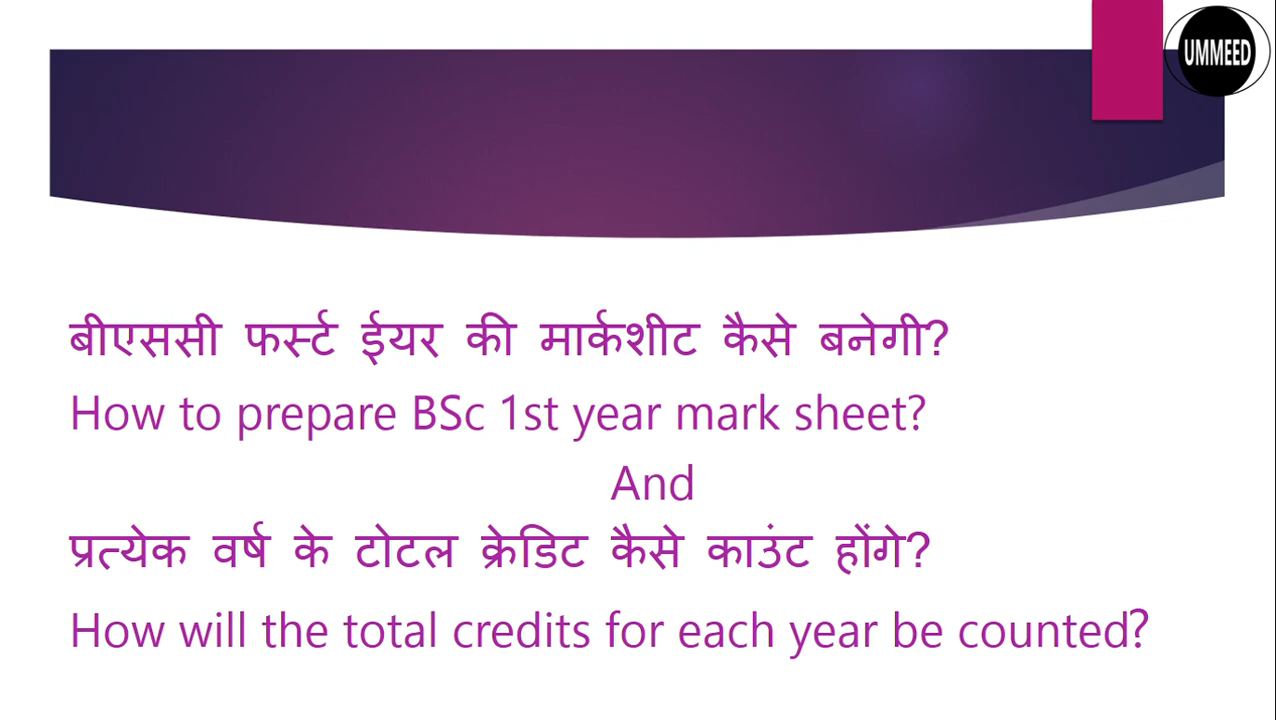 UMMEED
बीएससी फर्स्ट ईयर की मार्कशीट कैसे बनेगी?
How to prepare BSc 1st year mark sheet?
And
प्रत्येक वर्ष के टोटल क्रेडिट कैसे काउंट होंगे?
How will the total credits for each year be counted?